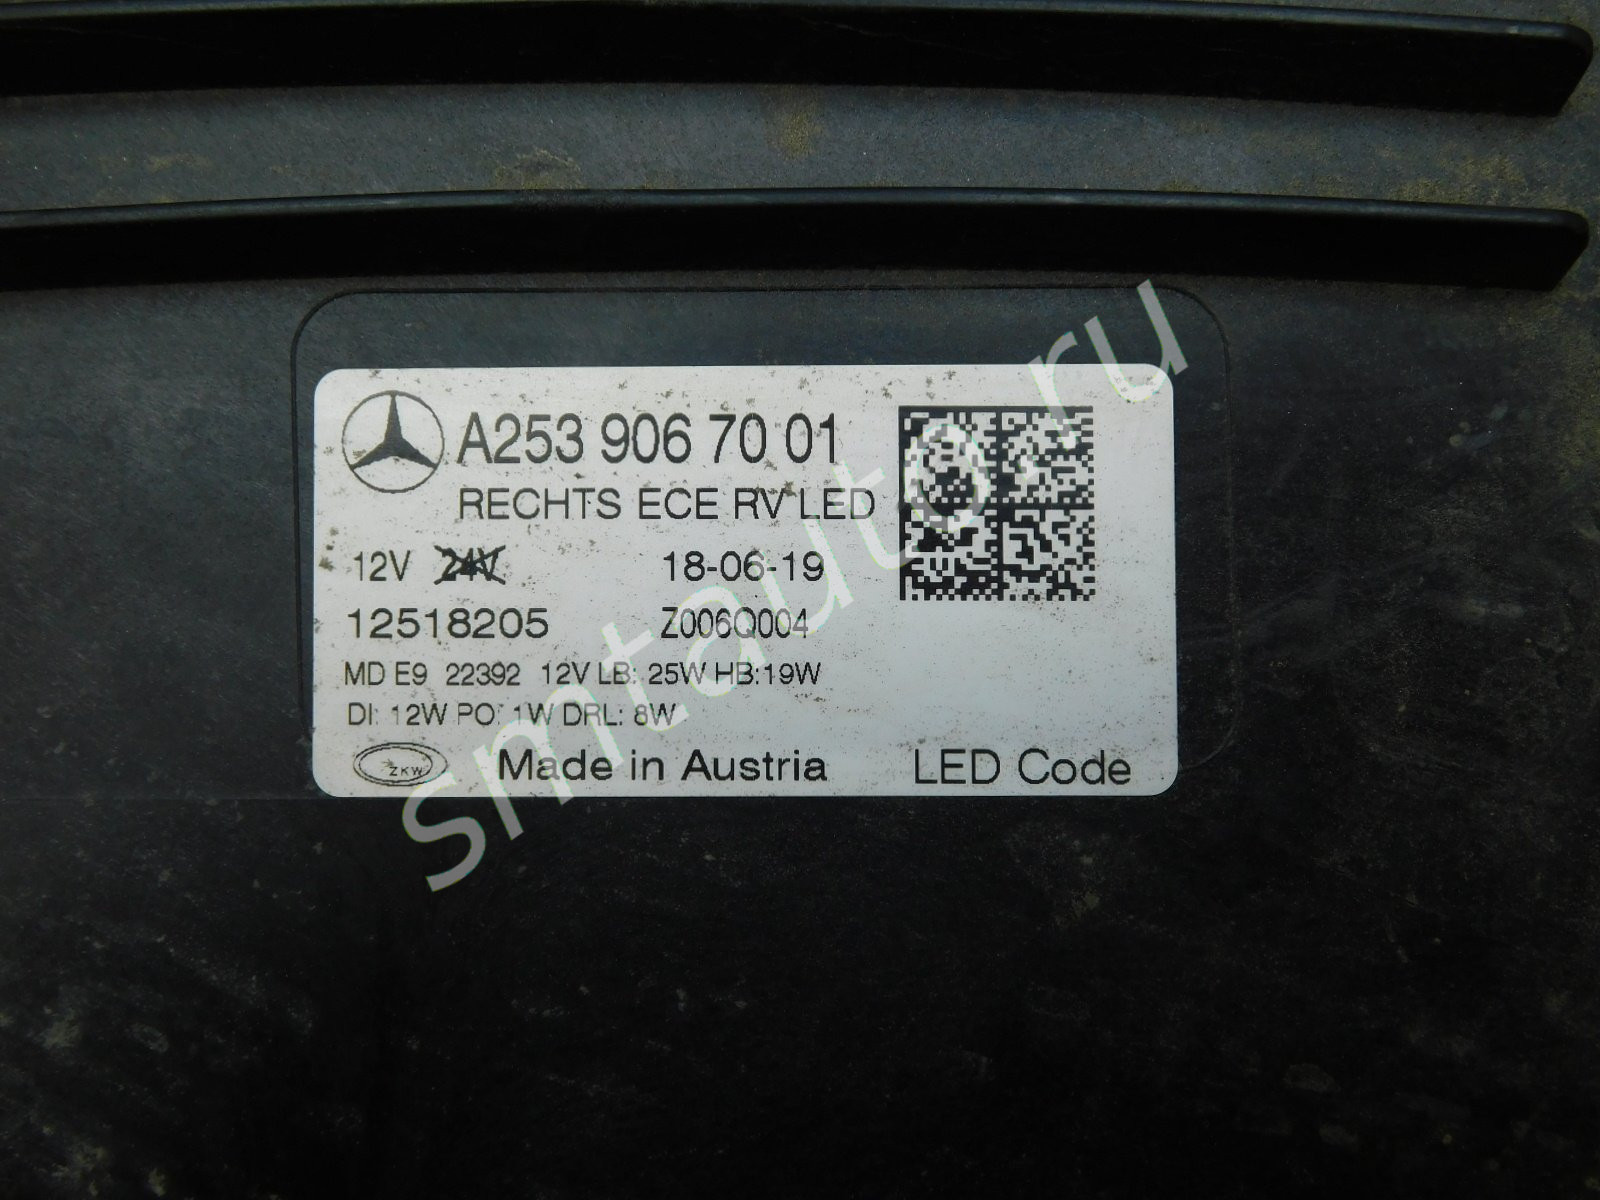 A253 906 70 01
RECHTS ECE RV LED
12V 24V 18-06-19
12518205 Z006Q004
MD E9 22392 12V LB: 25W HB:19W
DI: 12W PO: 1W DRL: 8W
ZKW Made in Austria LED Code
smtauto.ru